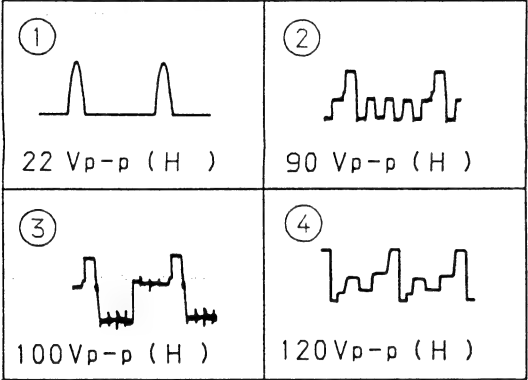 ①
22 Vp-p ( H )
②
90 Vp-p ( H )
③
100Vp-p ( H )
④
120Vp-p ( H )